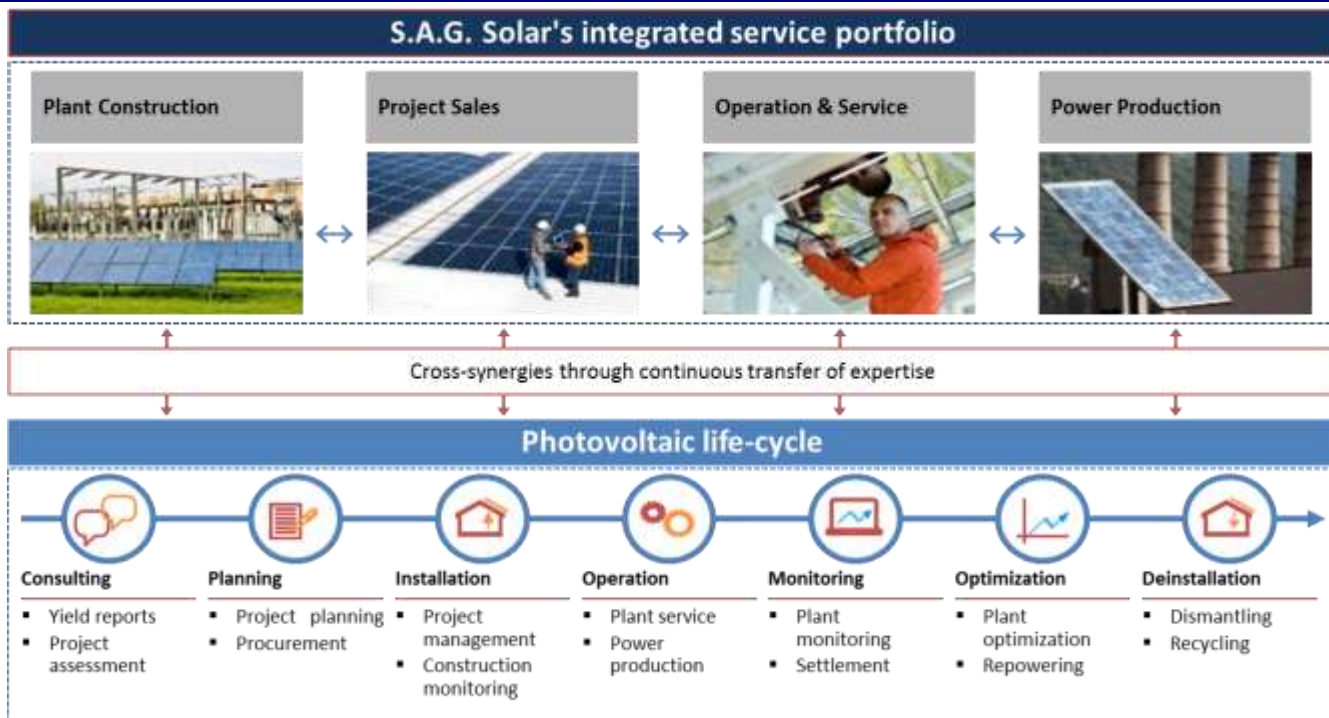 S.A.G. Solar's integrated service portfolio
Plant Construction
Project Sales
Operation & Service
Power Production
Cross-synergies through continuous transfer of expertise
Photovoltaic life-cycle
Consulting
▪ Yield reports
▪ Project
assessment
Planning
▪ Project planning
▪ Procurement
Installation
▪ Project
management
▪ Construction
monitoring
Operation
▪ Plant service
▪ Power
production
Monitoring
▪ Plant
monitoring
▪ Settlement
Optimization
▪ Plant
optimization
▪ Repowering
Deinstallation
▪ Dismantling
▪ Recycling